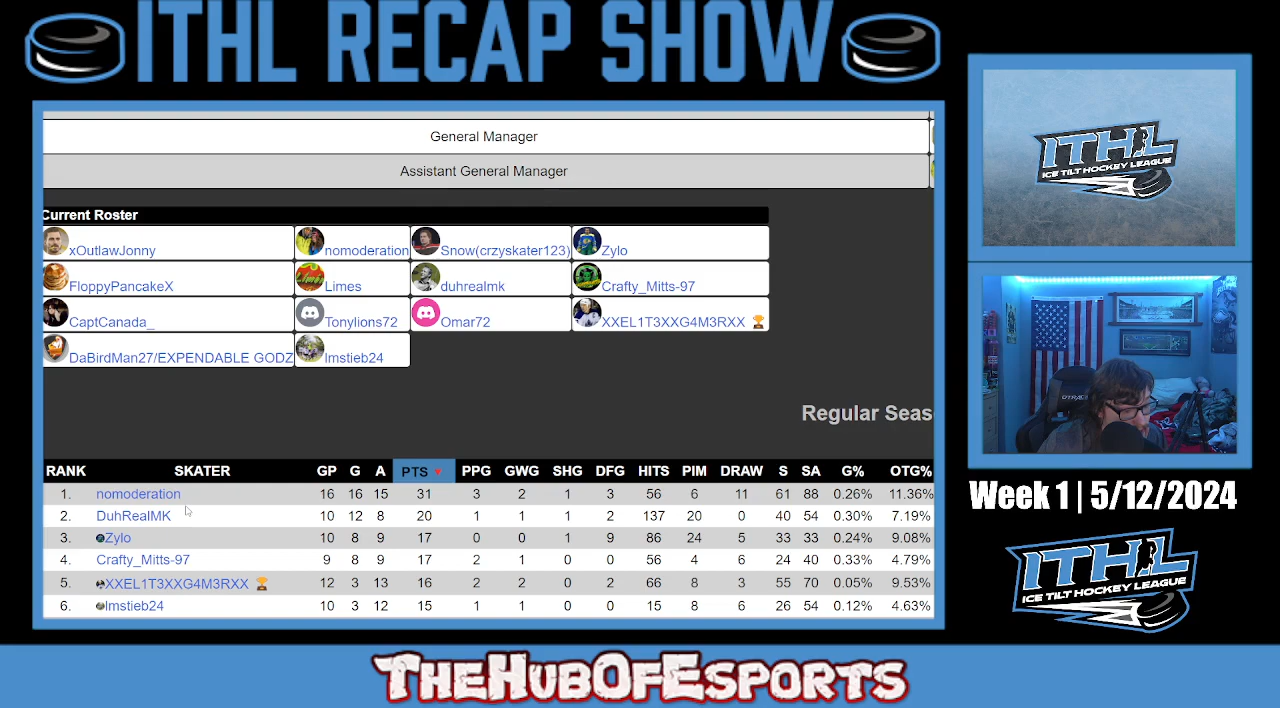 ITHL RECAP SHOW
General Manager
Assistant General Manager
Current Roster
xOutlawJonny nomoderation Snow(crzyskater123) Zylo
FloppyPancakeX Limes duhrealmk Crafty_Mitts-97
CaptCanada_ Tonylions72 Omar72 XXEL1T3XXG4M3RXX 🏆
DaBirdMan27/EXPENDABLE GODZ lmstieb24
Regular Seas
RANK SKATER GP G A PTS ▼ PPG GWG SHG DFG HITS PIM DRAW S SA G% OTG%
1. nomoderation 16 16 15 31 3 2 1 3 56 6 11 61 88 0.26% 11.36%
2. DuhRealMK 10 12 8 20 1 1 1 2 137 20 0 40 54 0.30% 7.19%
3. Zylo 10 8 9 17 0 0 1 9 86 24 5 33 33 0.24% 9.08%
4. Crafty_Mitts-97 9 8 9 17 2 1 0 0 56 4 6 24 40 0.33% 4.79%
5. XXEL1T3XXG4M3RXX 🏆 12 3 13 16 2 2 0 2 66 8 3 55 70 0.05% 9.53%
6. lmstieb24 10 3 12 15 1 1 0 0 15 8 6 26 54 0.12% 4.63%
ITHL
ICE TILT HOCKEY LEAGUE
DTRACE
Week 1 | 5/12/2024
ITHL
ICE TILT HOCKEY LEAGUE
THEHUBOFESPORTS